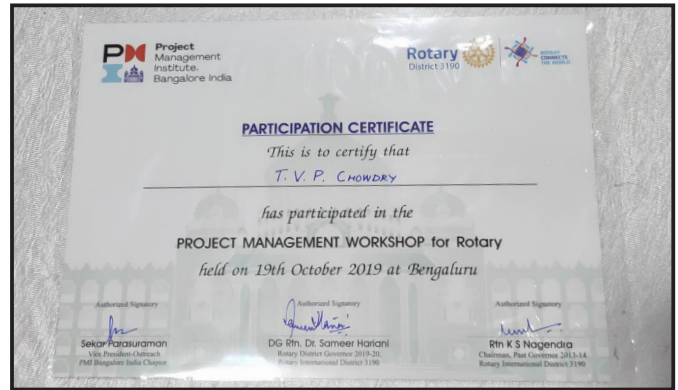 PMI
Project
Management
Institute.
Bangalore India
Rotary
District 3190
ROTARY
CONNECTS
THE WORLD
PARTICIPATION CERTIFICATE
This is to certify that
T. V. P. CHOWDRY
has participated in the
PROJECT MANAGEMENT WORKSHOP for Rotary
held on 19th October 2019 at Bengaluru
Authorized Signatory
Sekar Parasuraman
Vice President-Outreach
PMI Bangalore India Chapter
Authorized Signatory
DG Rtn. Dr. Sameer Hariani
Rotary District Governor 2019-20,
Rotary International District 3190
Authorized Signatory
Rtn K S Nagendra
Chairman, Past Governor 2013-14,
Rotary International District 3190